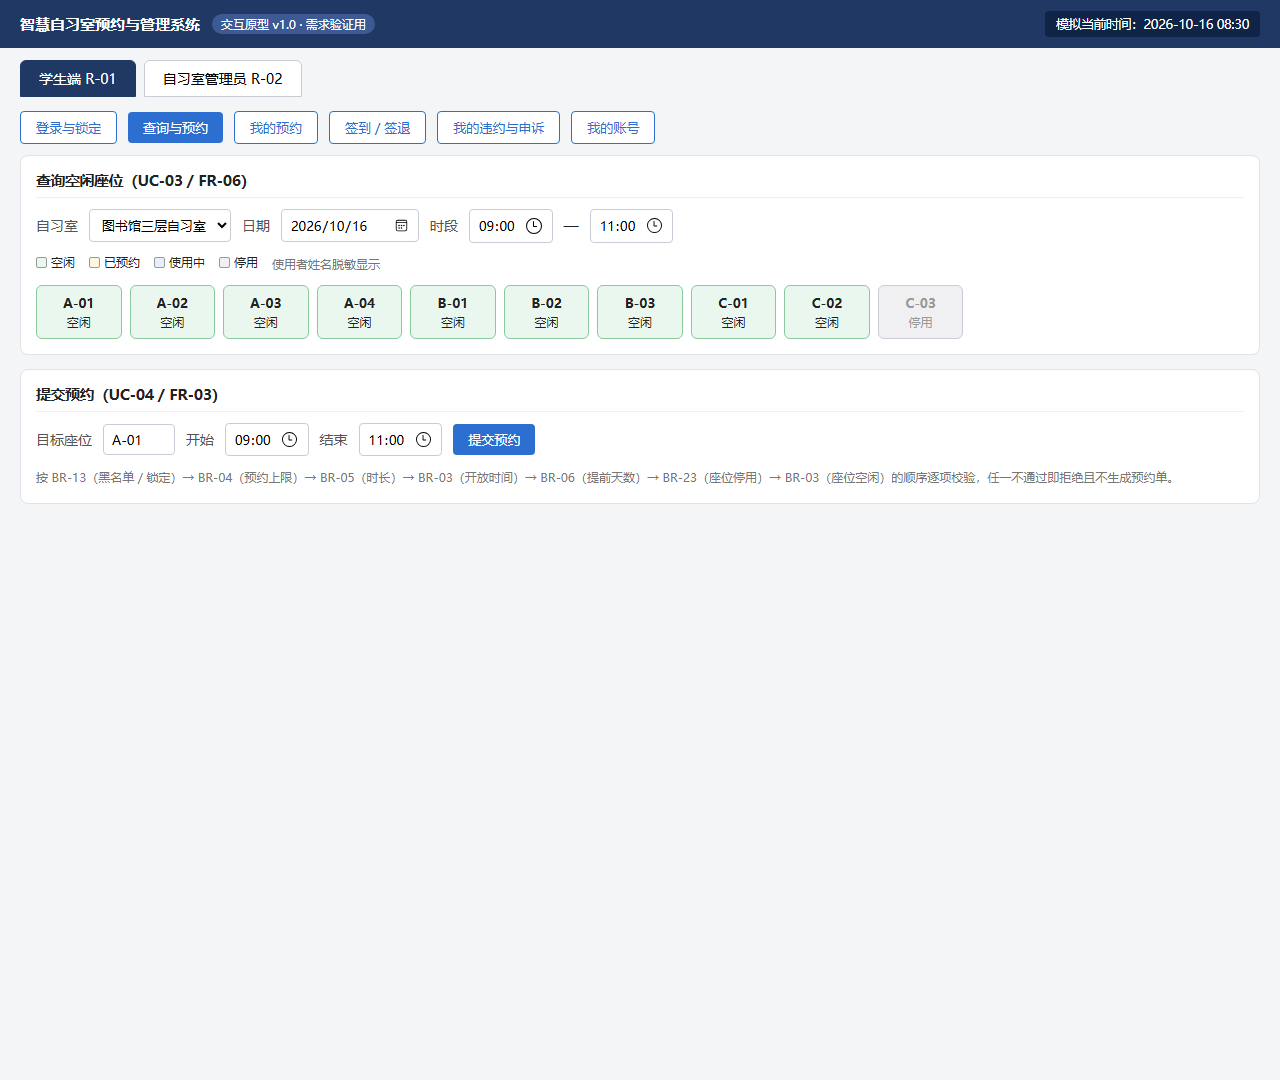 智慧自习室预约与管理系统 交互原型 v1.0 · 需求验证用 模拟当前时间：2026-10-16 08:30
学生端 R-01 自习室管理员 R-02
登录与锁定 查询与预约 我的预约 签到 / 签退 我的违约与申诉 我的账号
查询空闲座位（UC-03 / FR-06）
自习室 图书馆三层自习室 日期 2026/10/16 时段 09:00 — 11:00
空闲 已预约 使用中 停用 使用者姓名脱敏显示
A-01 A-02 A-03 A-04 B-01 B-02 B-03 C-01 C-02 C-03
空闲 空闲 空闲 空闲 空闲 空闲 空闲 空闲 空闲 停用
提交预约（UC-04 / FR-03）
目标座位 A-01 开始 09:00 结束 11:00 提交预约
按 BR-13（黑名单 / 锁定）→ BR-04（预约上限）→ BR-05（时长）→ BR-03（开放时间）→ BR-06（提前天数）→ BR-23（座位停用）→ BR-03（座位空闲）的顺序逐项校验，任一不通过即拒绝且不生成预约单。